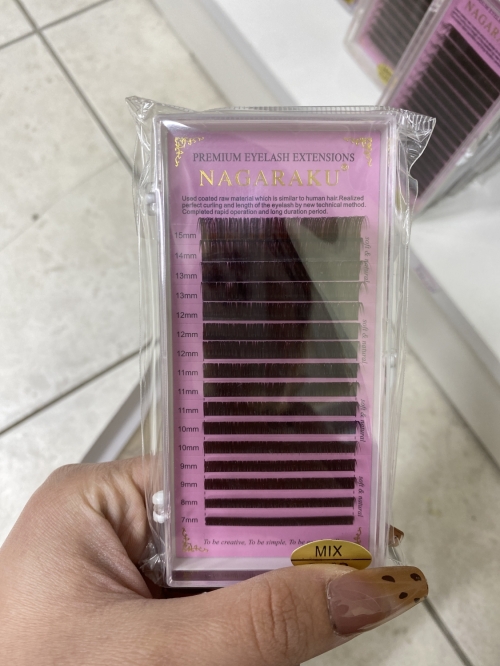 PREMIUM EYELASH EXTENSIONS
NAGARAKU®
Used coated raw material which is similar to human hair. Realized
perfect curling and length of the eyelash by new technical method.
Completed rapid operation and long duration period.
15mm
14mm
13mm
13mm
12mm
12mm
12mm
11mm
11mm
11mm
10mm
10mm
9mm
9mm
8mm
7mm
To be creative. To be simple. To be
MIX